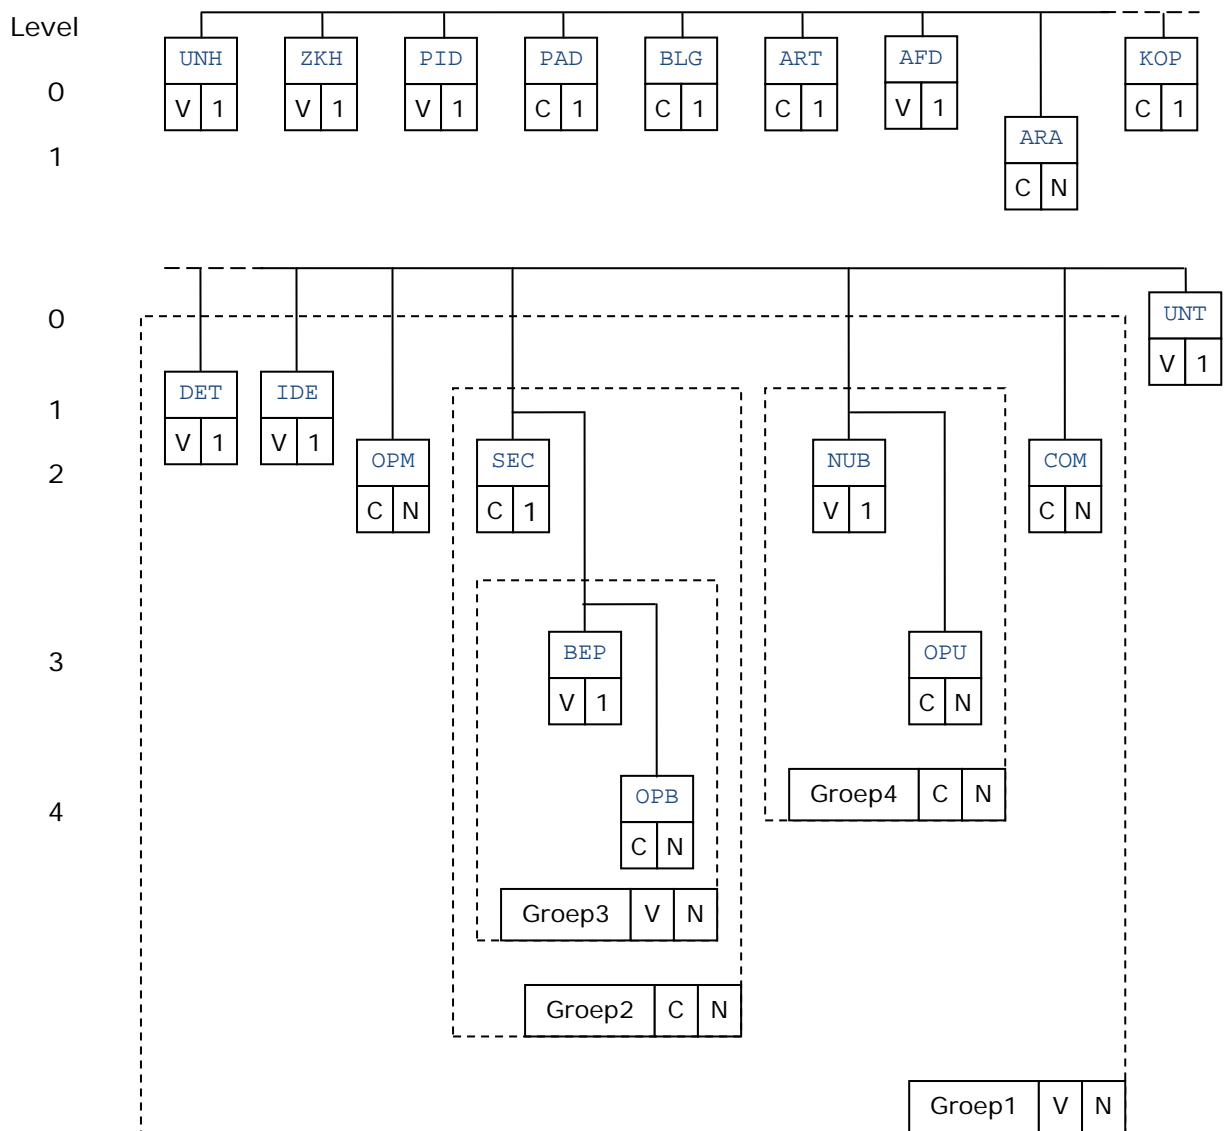 Level
UNH ZKH PID PAD BLG ART AFD KOP
0 V 1 V 1 V 1 C 1 C 1 C 1 V 1 C 1
1 ARA
C N
0 UNT
V 1
DET IDE
1 V 1 V 1
2 OPM SEC NUB COM
C N C 1 V 1 C N
3 BEP OPU
V 1 C N
4 OPB Groep4 C N
C N
Groep3 V N
Groep2 C N
Groep1 V N